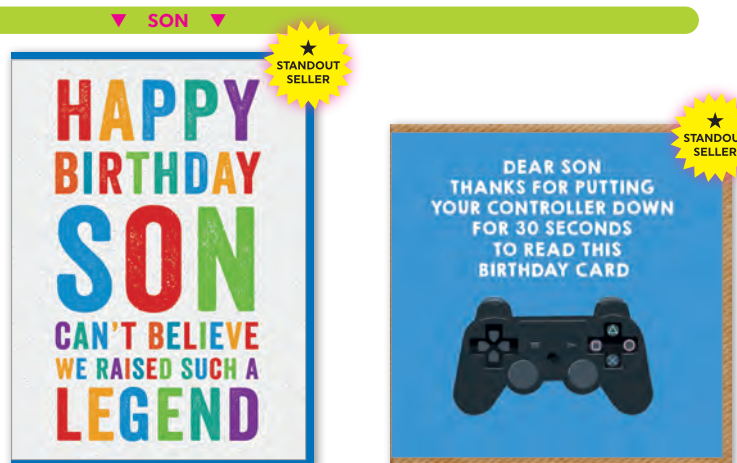 SON
STANDOUT
SELLER
HAPPY
BIRTHDAY
SON
CAN'T BELIEVE
WE RAISED SUCH A
LEGEND
SELLER
DEAR SON
THANKS FOR PUTTING
YOUR CONTROLLER DOWN
FOR 30 SECONDS
TO READ THIS
BIRTHDAY CARD